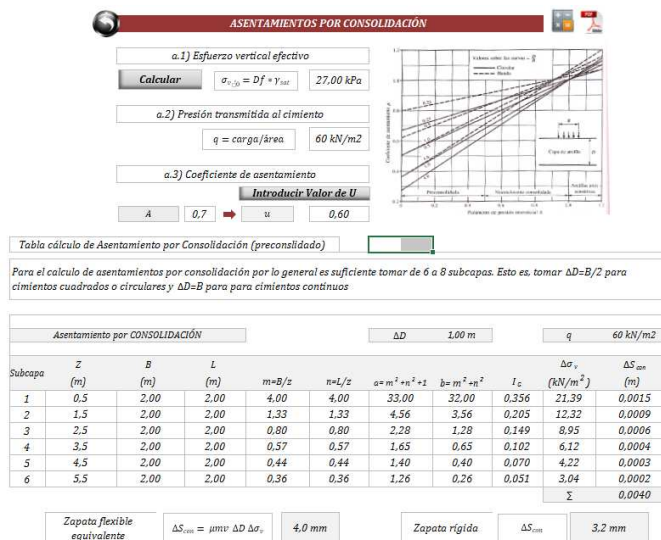 ASENTAMIENTOS POR CONSOLIDACIÓN
a.1) Esfuerzo vertical efectivo
Calcular σv;0 = Df * γsat 27,00 kPa
a.2) Presión transmitida al cimiento
q = carga/área 60 kN/m2
a.3) Coeficiente de asentamiento
Introducir Valor de U
A 0,7 u 0,60
Circular
Capa de arcilla
Preconsolidada Normalmente consolidada
Tabla cálculo de Asentamiento por Consolidación (preconslidado)
Para el calculo de asentamientos por consolidación por lo general es suficiente tomar de 6 a 8 subcapas. Esto es, tomar ΔD=B/2 para
cimientos cuadrados o circulares y ΔD=B para para cimientos continuos
Asentamiento por CONSOLIDACIÓN ΔD 1,00 m q 60 kN/m2
Subcapa Z (m) B (m) L (m) m=B/z n=L/z a= m²+n²+1 b= m²+n² IG Δσv (kN/m²) ΔScon (m)
1 0,5 2,00 2,00 4,00 4,00 33,00 32,00 0,356 21,39 0,0015
2 1,5 2,00 2,00 1,33 1,33 4,56 3,56 0,205 12,32 0,0009
3 2,5 2,00 2,00 0,80 0,80 2,28 1,28 0,149 8,95 0,0006
4 3,5 2,00 2,00 0,57 0,57 1,65 0,65 0,102 6,12 0,0004
5 4,5 2,00 2,00 0,44 0,44 1,40 0,40 0,070 4,22 0,0003
6 5,5 2,00 2,00 0,36 0,36 1,26 0,26 0,051 3,04 0,0002
Σ 0,0040
Zapata flexible equivalente ΔScon = μmv ΔD Δσv 4,0 mm Zapata rígida ΔScon 3,2 mm